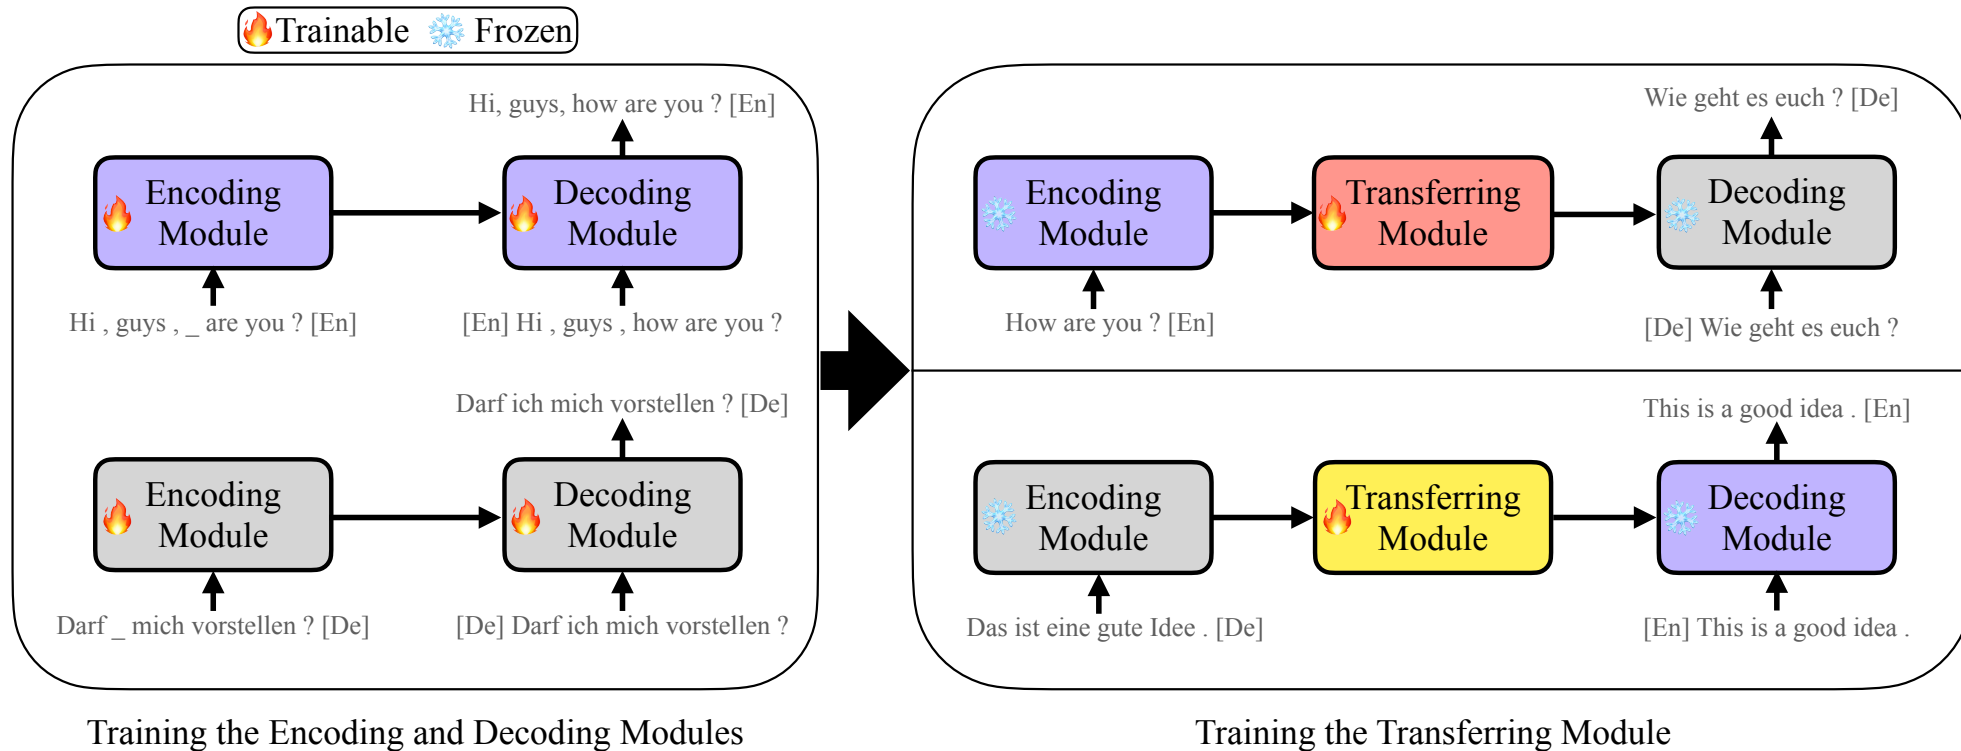 Trainable Frozen
Hi, guys, how are you ? [En]
Encoding
Module
Decoding
Module
Hi , guys , _ are you ? [En]
[En] Hi , guys , how are you ?
Darf ich mich vorstellen ? [De]
Encoding
Module
Decoding
Module
Darf _ mich vorstellen ? [De]
[De] Darf ich mich vorstellen ?
Training the Encoding and Decoding Modules
Wie geht es euch ? [De]
Encoding
Module
Transferring
Module
Decoding
Module
How are you ? [En]
[De] Wie geht es euch ?
This is a good idea . [En]
Encoding
Module
Transferring
Module
Decoding
Module
Das ist eine gute Idee . [De]
[En] This is a good idea .
Training the Transferring Module